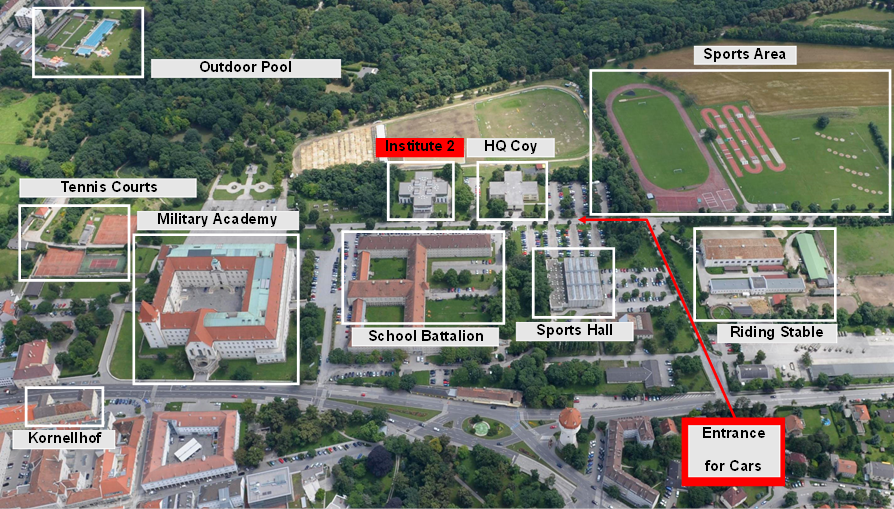 Sports Area
Outdoor Pool
Institute 2
HQ Coy
Tennis Courts
Military Academy
School Battalion
Sports Hall
Riding Stable
Kornellhof
Entrance
for Cars